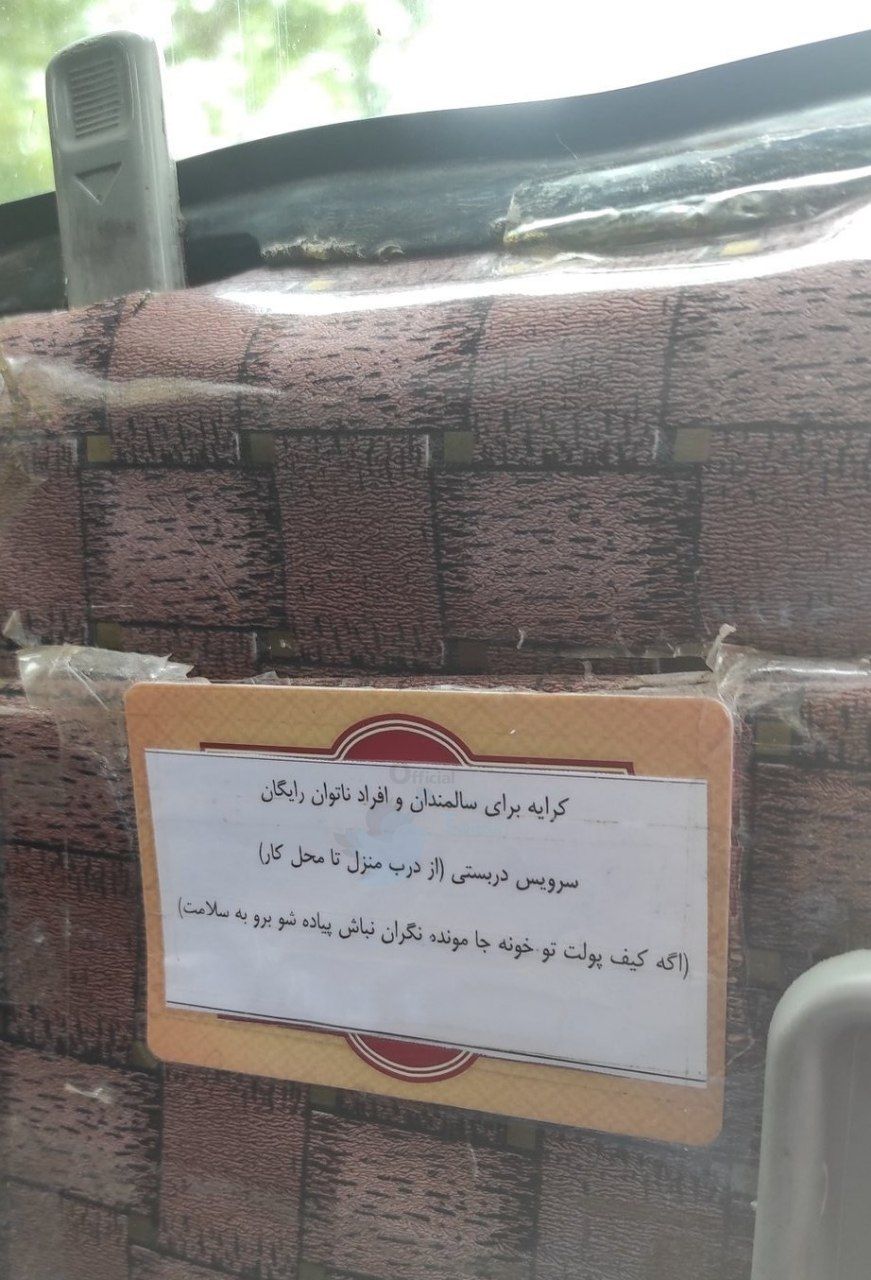 Official
کرایه برای سالمندان و افراد ناتوان رایگان
سرویس دربستی (از درب منزل تا محل کار)
(اگه کیف پولت تو خونه جا مونده نگران نباش پیاده شو برو به سلامت)